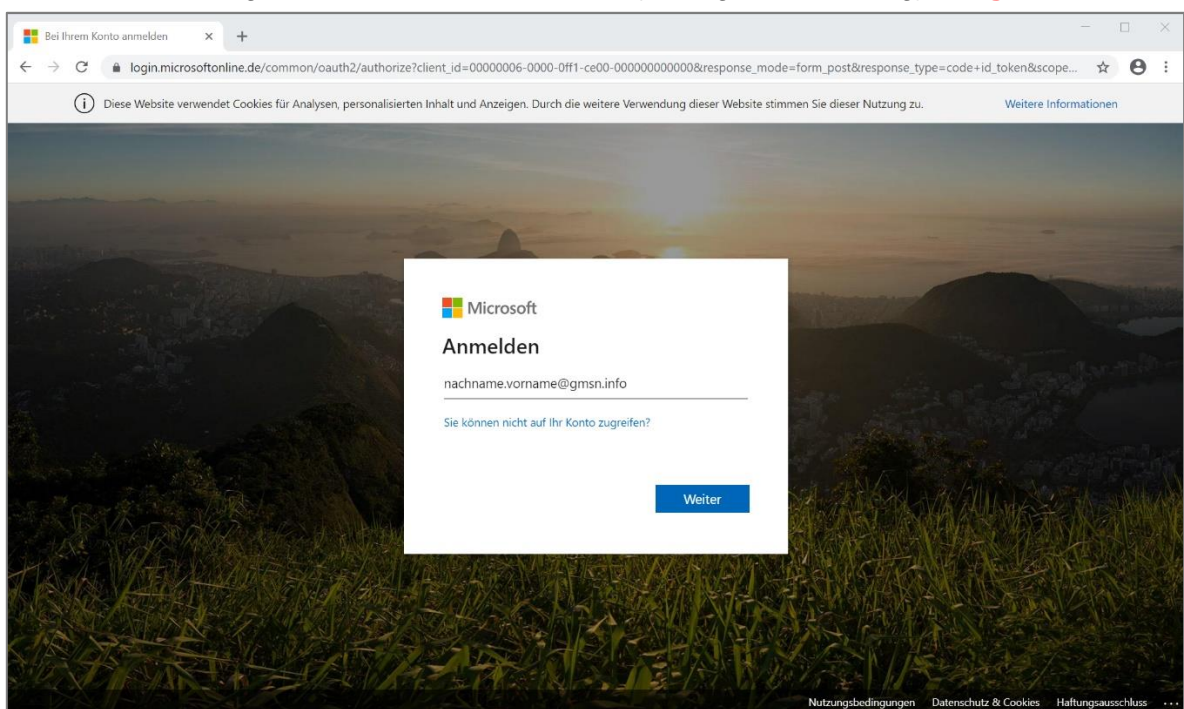 Bei Ihrem Konto anmelden
login.microsoftonline.de/common/oauth2/authorize?client_id=00000006-0000-0ff1-ce00-000000000000&response_mode=form_post&response_type=code+id_token&scope...
Diese Website verwendet Cookies für Analysen, personalisierten Inhalt und Anzeigen. Durch die weitere Verwendung dieser Website stimmen Sie dieser Nutzung zu. Weitere Informationen
Microsoft
Anmelden
nachname.vorname@gmsn.info
Sie können nicht auf Ihr Konto zugreifen?
Weiter
Nutzungsbedingungen Datenschutz & Cookies Haftungsausschluss ...